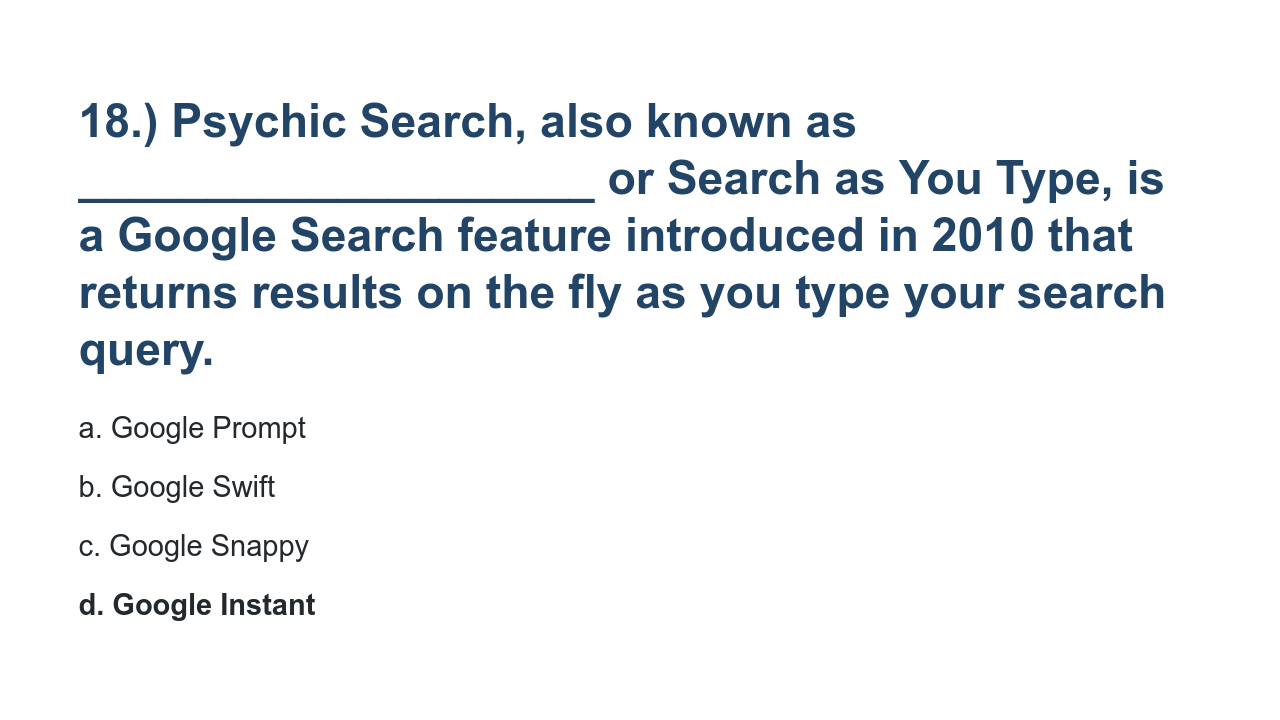 18.) Psychic Search, also known as
____________________ or Search as You Type, is
a Google Search feature introduced in 2010 that
returns results on the fly as you type your search
query.
a. Google Prompt
b. Google Swift
c. Google Snappy
d. Google Instant